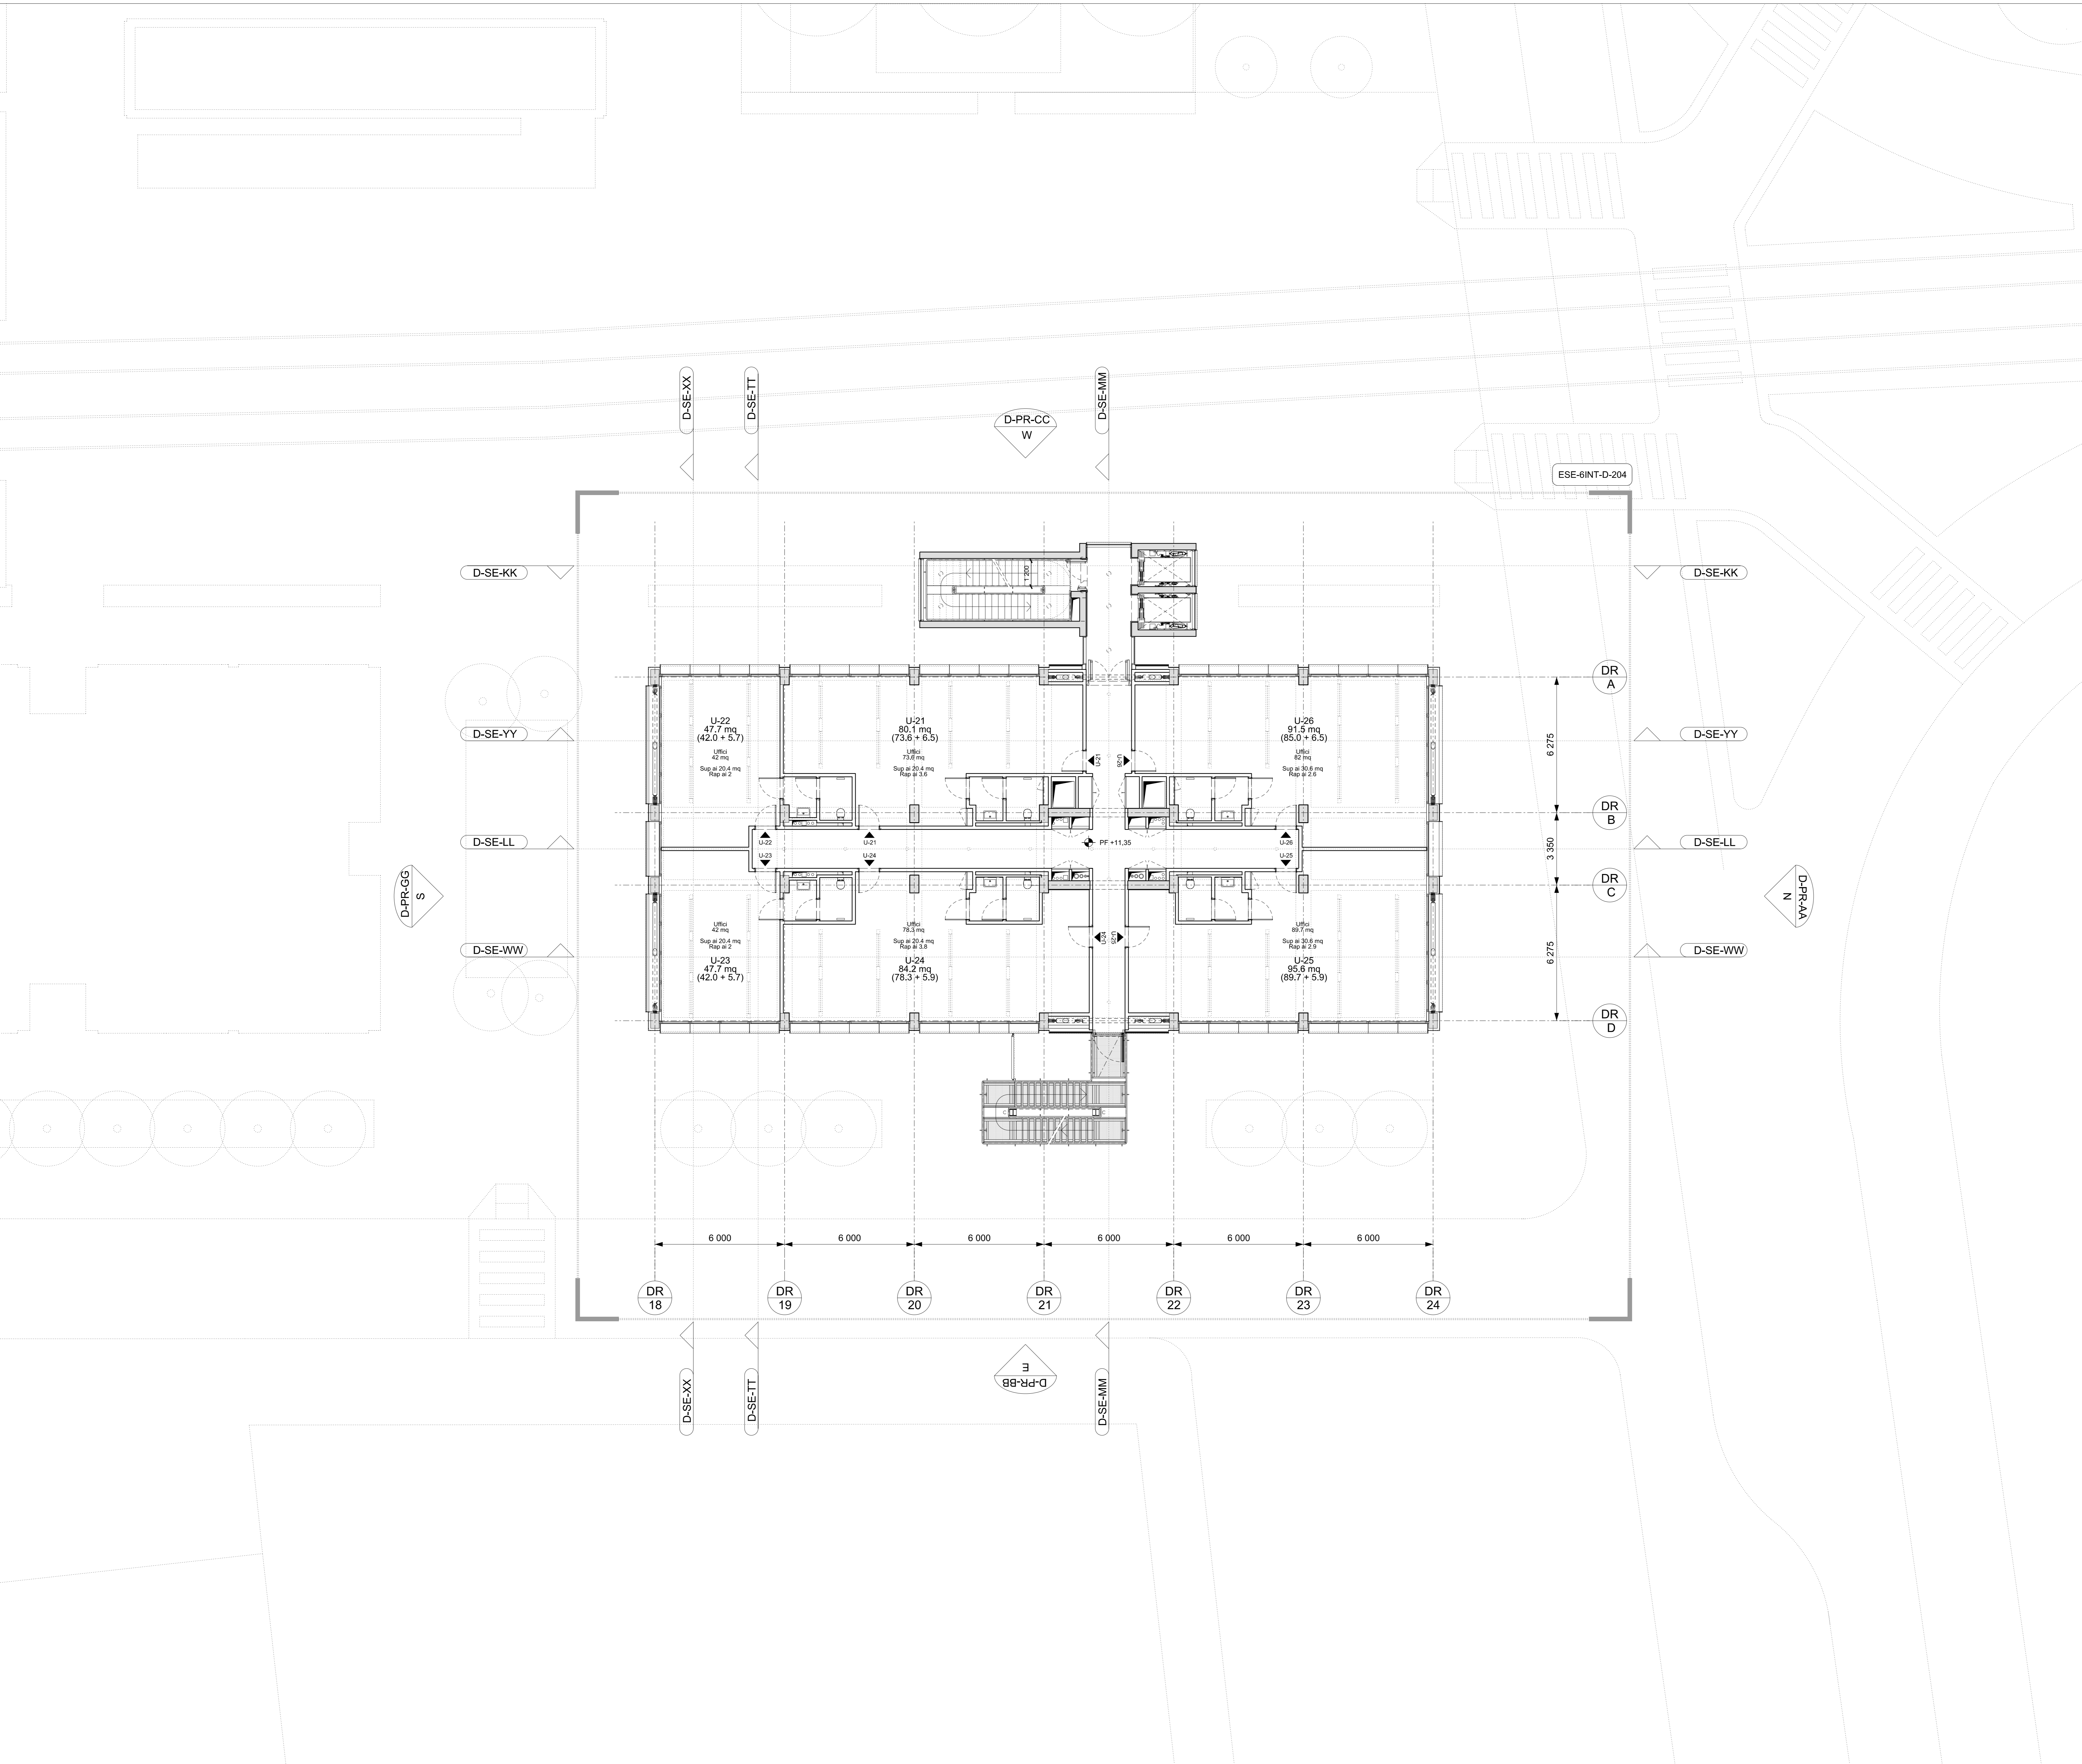 D-SE-XX
D-SE-TT
D-SE-MM
D-PR-CC
W
ESE-6INT-D-204
D-SE-KK
D-SE-KK
1 200
DR
A
U-22
47.7 mq
(42.0 + 5.7)
Uffici
42 mq
Sup ai 20.4 mq
Rap ai 2
U-21
80.1 mq
(73.6 + 6.5)
Uffici
73,6 mq
Sup ai 20.4 mq
Rap ai 3.6
U-26
91.5 mq
(85.0 + 6.5)
Uffici
82 mq
Sup ai 30.6 mq
Rap ai 2.6
D-SE-YY
D-SE-YY
6 275
U-21
U-26
DR
B
D-SE-LL
D-SE-LL
U-22
U-23
U-21
U-24
PF +11,35
U-26
U-25
3 350
DR
C
D-PR-GG
S
D-PR-AA
N
Uffici
42 mq
Sup ai 20.4 mq
Rap ai 2
U-23
47.7 mq
(42.0 + 5.7)
Uffici
78.3 mq
Sup ai 20.4 mq
Rap ai 3.8
U-24
84.2 mq
(78.3 + 5.9)
Uffici
89.7 mq
Sup ai 30.6 mq
Rap ai 2.9
U-25
95.6 mq
(89.7 + 5.9)
U-24
U-25
D-SE-WW
D-SE-WW
6 275
DR
D
C
C
6 000
6 000
6 000
6 000
6 000
6 000
DR
18
DR
19
DR
20
DR
21
DR
22
DR
23
DR
24
E
D-PR-BB
D-SE-XX
D-SE-TT
D-SE-MM